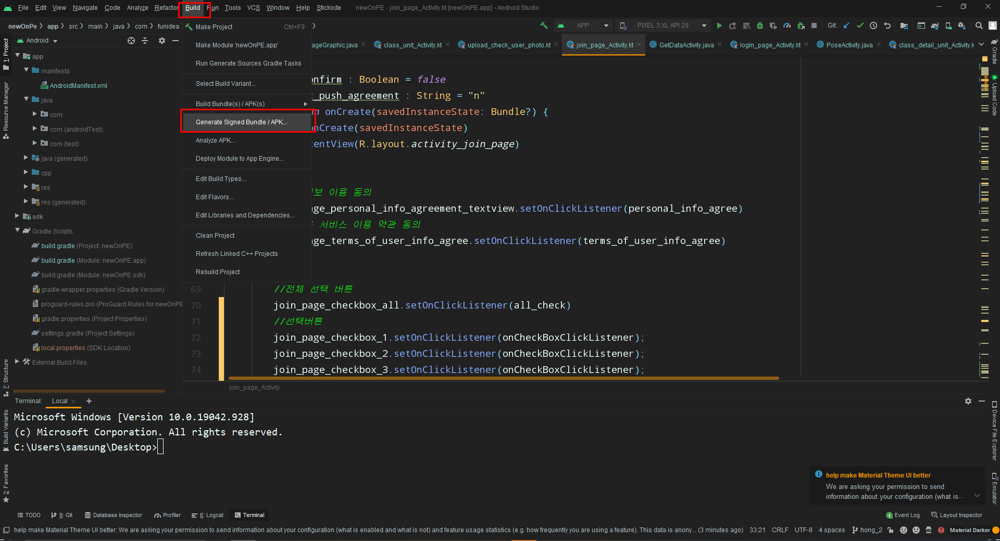 File Edit View Navigate Code Analyze Refactor Build Run Tools VCS Window Help Stickode newOnPE - join_page_Activity.kt [newOnPE.app] - Android Studio
newOnPe app src main java com funidea
APP PIXEL 3 XL API 29 Git:
Android
ageGraphic.java class_unit_Activity.kt upload_check_user_photo.kt join_page_Activity.kt GetDataActivity.java login_page_Activity.kt PoseActivity.java class_detail_unit_Activity.k
1: Project
Resource Manager
7: Structure
Build Variants
2: Favorites
app
manifests
AndroidManifest.xml
java
com
com (androidTest)
com (test)
java (generated)
cpp
res
res (generated)
sdk
Gradle Scripts
build.gradle (Project: newOnPE)
build.gradle (Module: newOnPE.app)
build.gradle (Module: newOnPE.sdk)
gradle-wrapper.properties (Gradle Version)
proguard-rules.pro (ProGuard Rules for newOnPE
gradle.properties (Project Properties)
settings.gradle (Project Settings)
local.properties (SDK Location)
External Build Files
Make Project Ctrl+F9
Make Module 'newOnPE.app'
Run Generate Sources Gradle Tasks
Select Build Variant...
Build Bundle(s) / APK(s)
Generate Signed Bundle / APK...
Analyze APK...
Deploy Module to App Engine...
Edit Build Types...
Edit Flavors...
Edit Libraries and Dependencies...
Clean Project
Refresh Linked C++ Projects
Rebuild Project
onfirm : Boolean = false
_push_agreement : String = "n"
n onCreate(savedInstanceState: Bundle?) {
onCreate(savedInstanceState)
tentView(R.layout.activity_join_page)
보 이용 동의
age_personal_info_agreement_textview.setOnClickListener(personal_info_agree)
서비스 이용 약관 동의
age_terms_of_user_info_agree.setOnClickListener(terms_of_user_info_agree)
69 //전체 선택 버튼
70 join_page_checkbox_all.setOnClickListener(all_check)
71 //선택버튼
72 join_page_checkbox_1.setOnClickListener(onCheckBoxClickListener);
73 join_page_checkbox_2.setOnClickListener(onCheckBoxClickListener);
74 join_page_checkbox_3.setOnClickListener(onCheckBoxClickListener);
join_page_Activity
Gradle
Upload Code
Device File Explorer
Emulator
Terminal: Local +
Microsoft Windows [Version 10.0.19042.928]
(c) Microsoft Corporation. All rights reserved.
C:\Users\samsung\Desktop>
help make Material Theme UI better
We are asking your permission to send
information about your configuration (what is...
TODO 9: Git Database Inspector Profiler 6: Logcat Terminal 1 Event Log Layout Inspector
help make Material Theme UI better: We are asking your permission to send information about your configuration (what is enabled and what is not) and feature usage statistics (e.g. how frequently you are using a feature). This data is anony... (3 minutes ago) 33:21 CRLF UTF-8 4 spaces hong_2 Material Darker